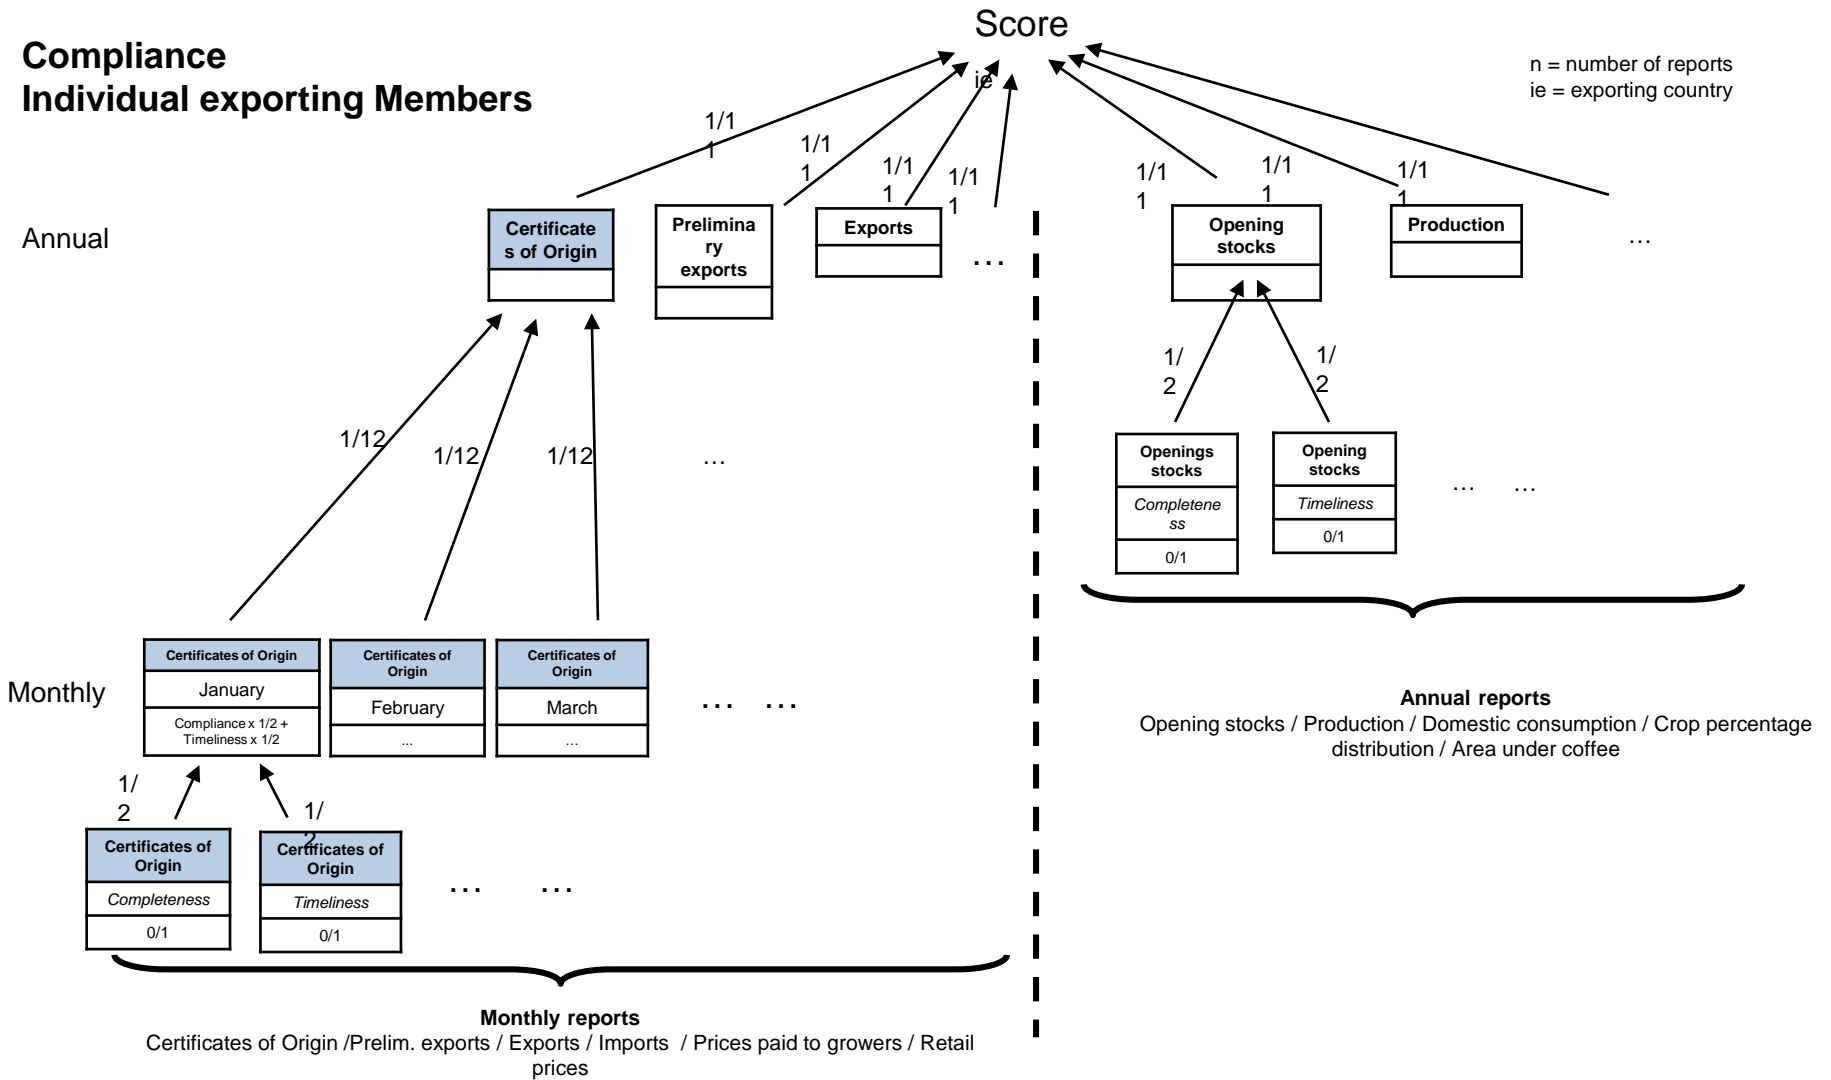 Score
ie
Compliance
Individual exporting Members
n = number of reports
ie = exporting country
1/1
1
1/1
1
1/1
1
1/1
1
1/1
1
1/1
1
1/1
1
Annual
Certificate
s of Origin
Prelimina
ry
exports
Exports
...
Opening
stocks
Production
...
1/
2
1/
2
1/12
1/12
1/12
...
Openings
stocks
Completene
ss
0/1
Opening
stocks
Timeliness
0/1
... ...
Monthly
Certificates of Origin
January
Compliance x 1/2 +
Timeliness x 1/2
Certificates of
Origin
February
...
Certificates of
Origin
March
...
... ...
Annual reports
Opening stocks / Production / Domestic consumption / Crop percentage
distribution / Area under coffee
1/
2
1/
2
Certificates of
Origin
Completeness
0/1
Certificates of
Origin
Timeliness
0/1
... ...
Monthly reports
Certificates of Origin /Prelim. exports / Exports / Imports / Prices paid to growers / Retail
prices